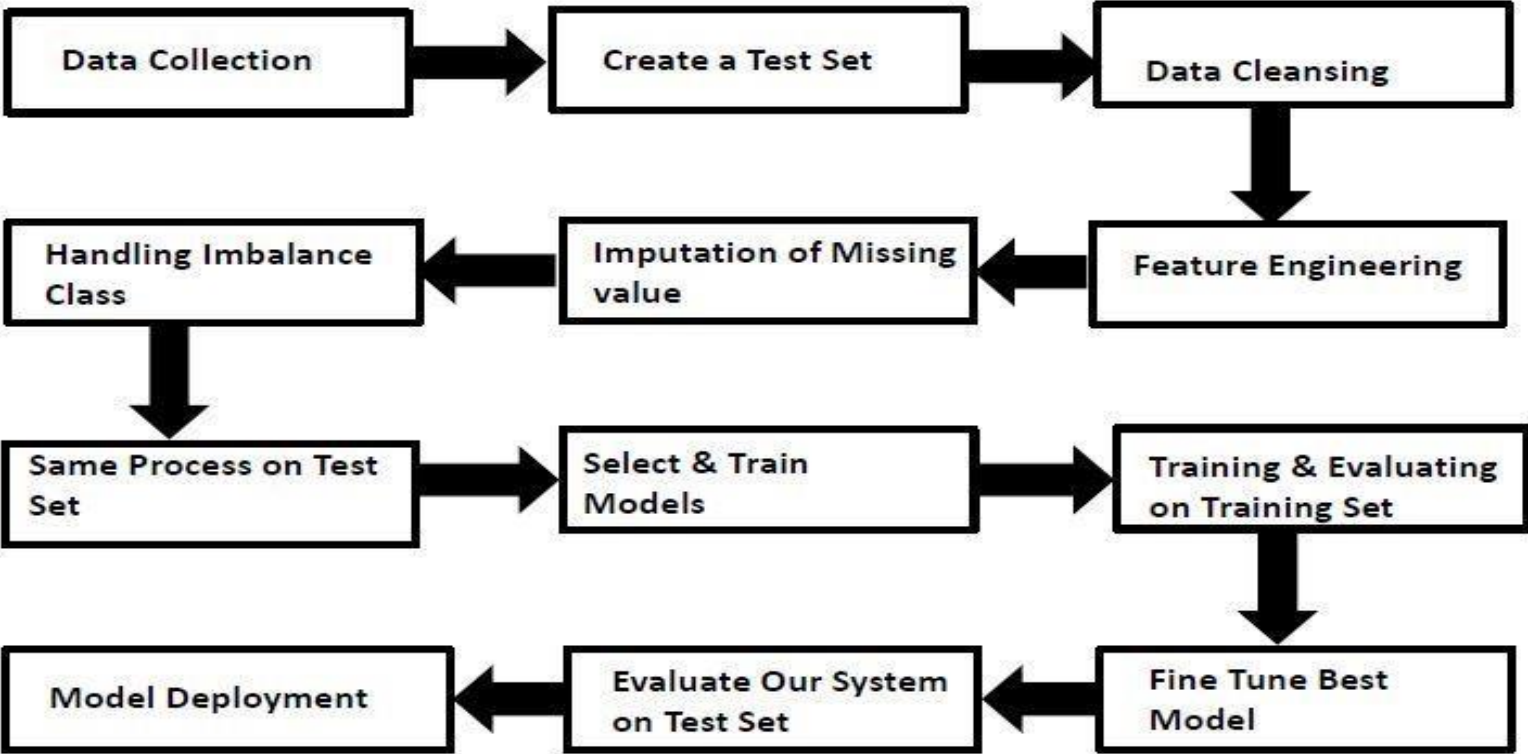 Data Collection
Create a Test Set
Data Cleansing
Feature Engineering
Imputation of Missing
value
Handling Imbalance
Class
Same Process on Test
Set
Select & Train
Models
Training & Evaluating
on Training Set
Fine Tune Best
Model
Evaluate Our System
on Test Set
Model Deployment